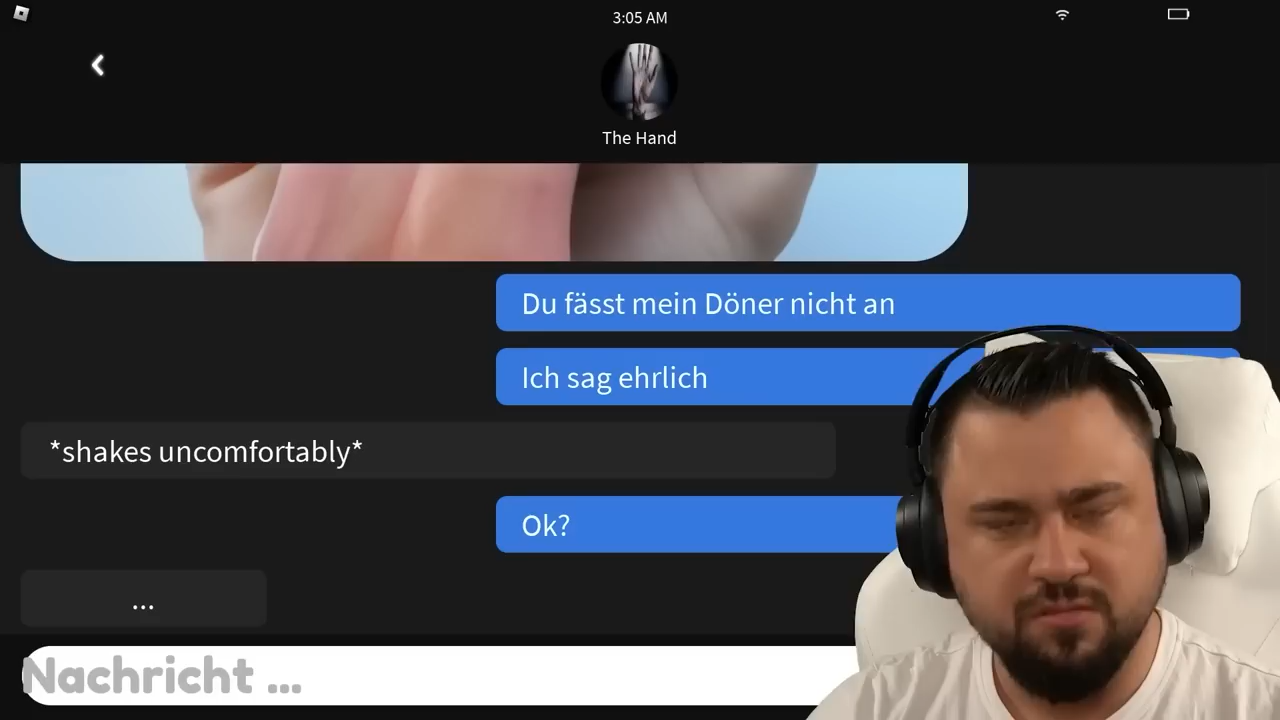 3:05 AM
The Hand
Du fässt mein Döner nicht an
Ich sag ehrlich
*shakes uncomfortably*
Ok?
...
Nachricht ...